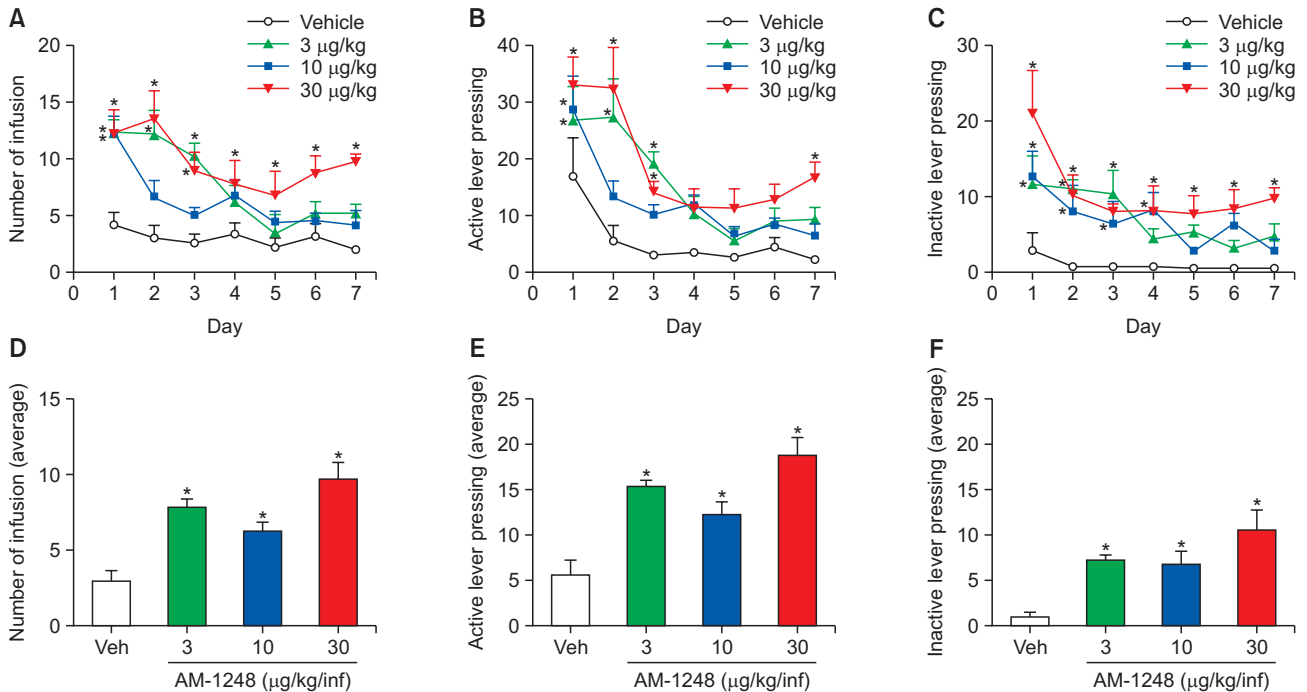 A
Vehicle
3 μg/kg
10 μg/kg
30 μg/kg
20
15
10
5
0
Number of infusion
*
*
*
*
*
*
*
*
*
*
*
0 1 2 3 4 5 6 7
Day
B
Vehicle
3 μg/kg
10 μg/kg
30 μg/kg
40
30
20
10
0
Active lever pressing
*
*
*
*
*
*
*
*
0 1 2 3 4 5 6 7
Day
C
Vehicle
3 μg/kg
10 μg/kg
30 μg/kg
30
20
10
0
Inactive lever pressing
*
*
*
*
*
*
*
*
*
*
*
*
*
0 1 2 3 4 5 6 7
Day
D
15
10
5
0
Number of infusion (average)
*
*
*
Veh 3 10 30
AM-1248 (μg/kg/inf)
E
25
20
15
10
5
0
Active lever pressing (average)
*
*
*
Veh 3 10 30
AM-1248 (μg/kg/inf)
F
25
20
15
10
5
0
Inactive lever pressing (average)
*
*
*
Veh 3 10 30
AM-1248 (μg/kg/inf)